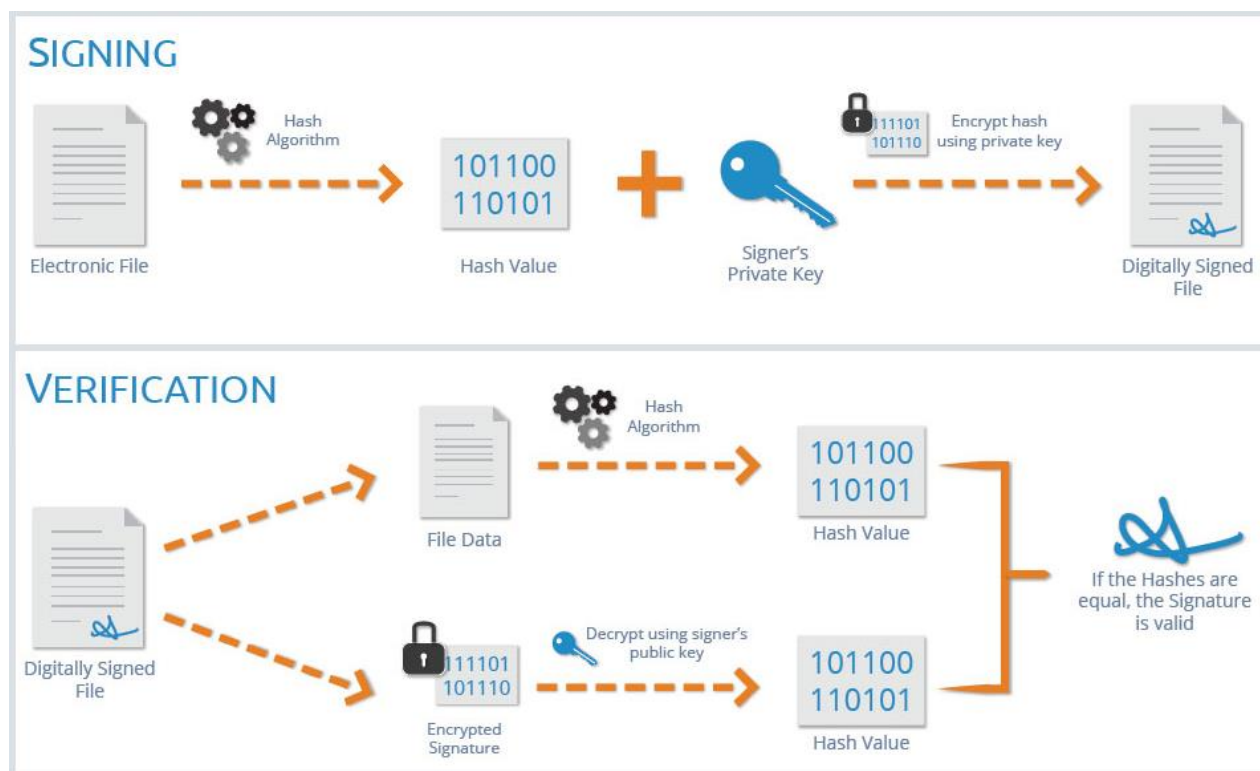 SIGNING
Hash
Algorithm
111101
101110
Encrypt hash
using private key
101100
110101
Electronic File
Hash Value
Signer's
Private Key
Digitally Signed
File
VERIFICATION
Hash
Algorithm
101100
110101
File Data
Hash Value
If the Hashes are
equal, the Signature
is valid
Digitally Signed
File
111101
101110
Decrypt using signer's
public key
101100
110101
Encrypted
Signature
Hash Value